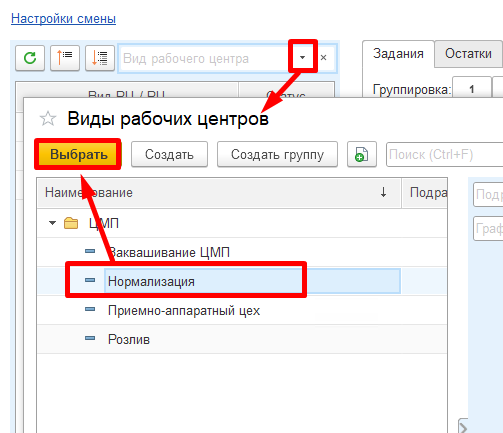 Настройки смены
Вид рабочего центра
Задания Остатки
Группировка: 1
Вид РЦ / РЦ Статус
Виды рабочих центров
Выбрать Создать Создать группу Поиск (Ctrl+F)
Наименование Подра
ЦМП
Заквашивание ЦМП
Нормализация
Приемно-аппаратный цех
Розлив
Подр
Граф